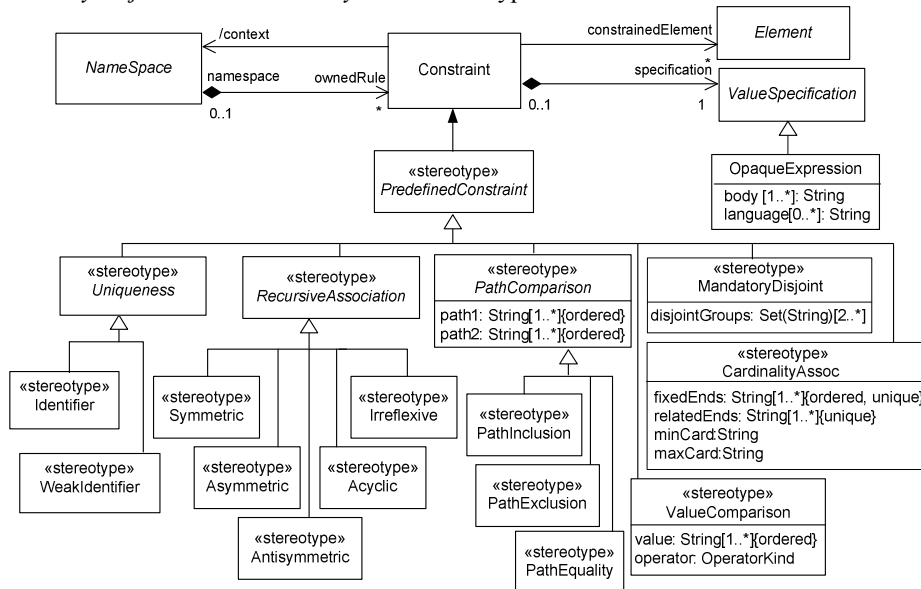 /context
constrainedElement
Element
*
NameSpace
namespace
ownedRule
Constraint
specification
ValueSpecification
0..1
*
0..1
1
«stereotype»
PredefinedConstraint
OpaqueExpression
body [1..*]: String
language[0..*]: String
«stereotype»
Uniqueness
«stereotype»
RecursiveAssociation
«stereotype»
PathComparison
path1: String[1..*]{ordered}
path2: String[1..*]{ordered}
«stereotype»
MandatoryDisjoint
disjointGroups: Set(String)[2..*]
«stereotype»
CardinalityAssoc
fixedEnds: String[1..*]{ordered, unique}
relatedEnds: String[1..*]{unique}
minCard:String
maxCard:String
«stereotype»
Identifier
«stereotype»
WeakIdentifier
«stereotype»
Symmetric
«stereotype»
Irreflexive
«stereotype»
Asymmetric
«stereotype»
Acyclic
«stereotype»
Antisymmetric
«stereotype»
PathInclusion
«stereotype»
PathExclusion
«stereotype»
PathEquality
«stereotype»
ValueComparison
value: String[1..*]{ordered}
operator: OperatorKind